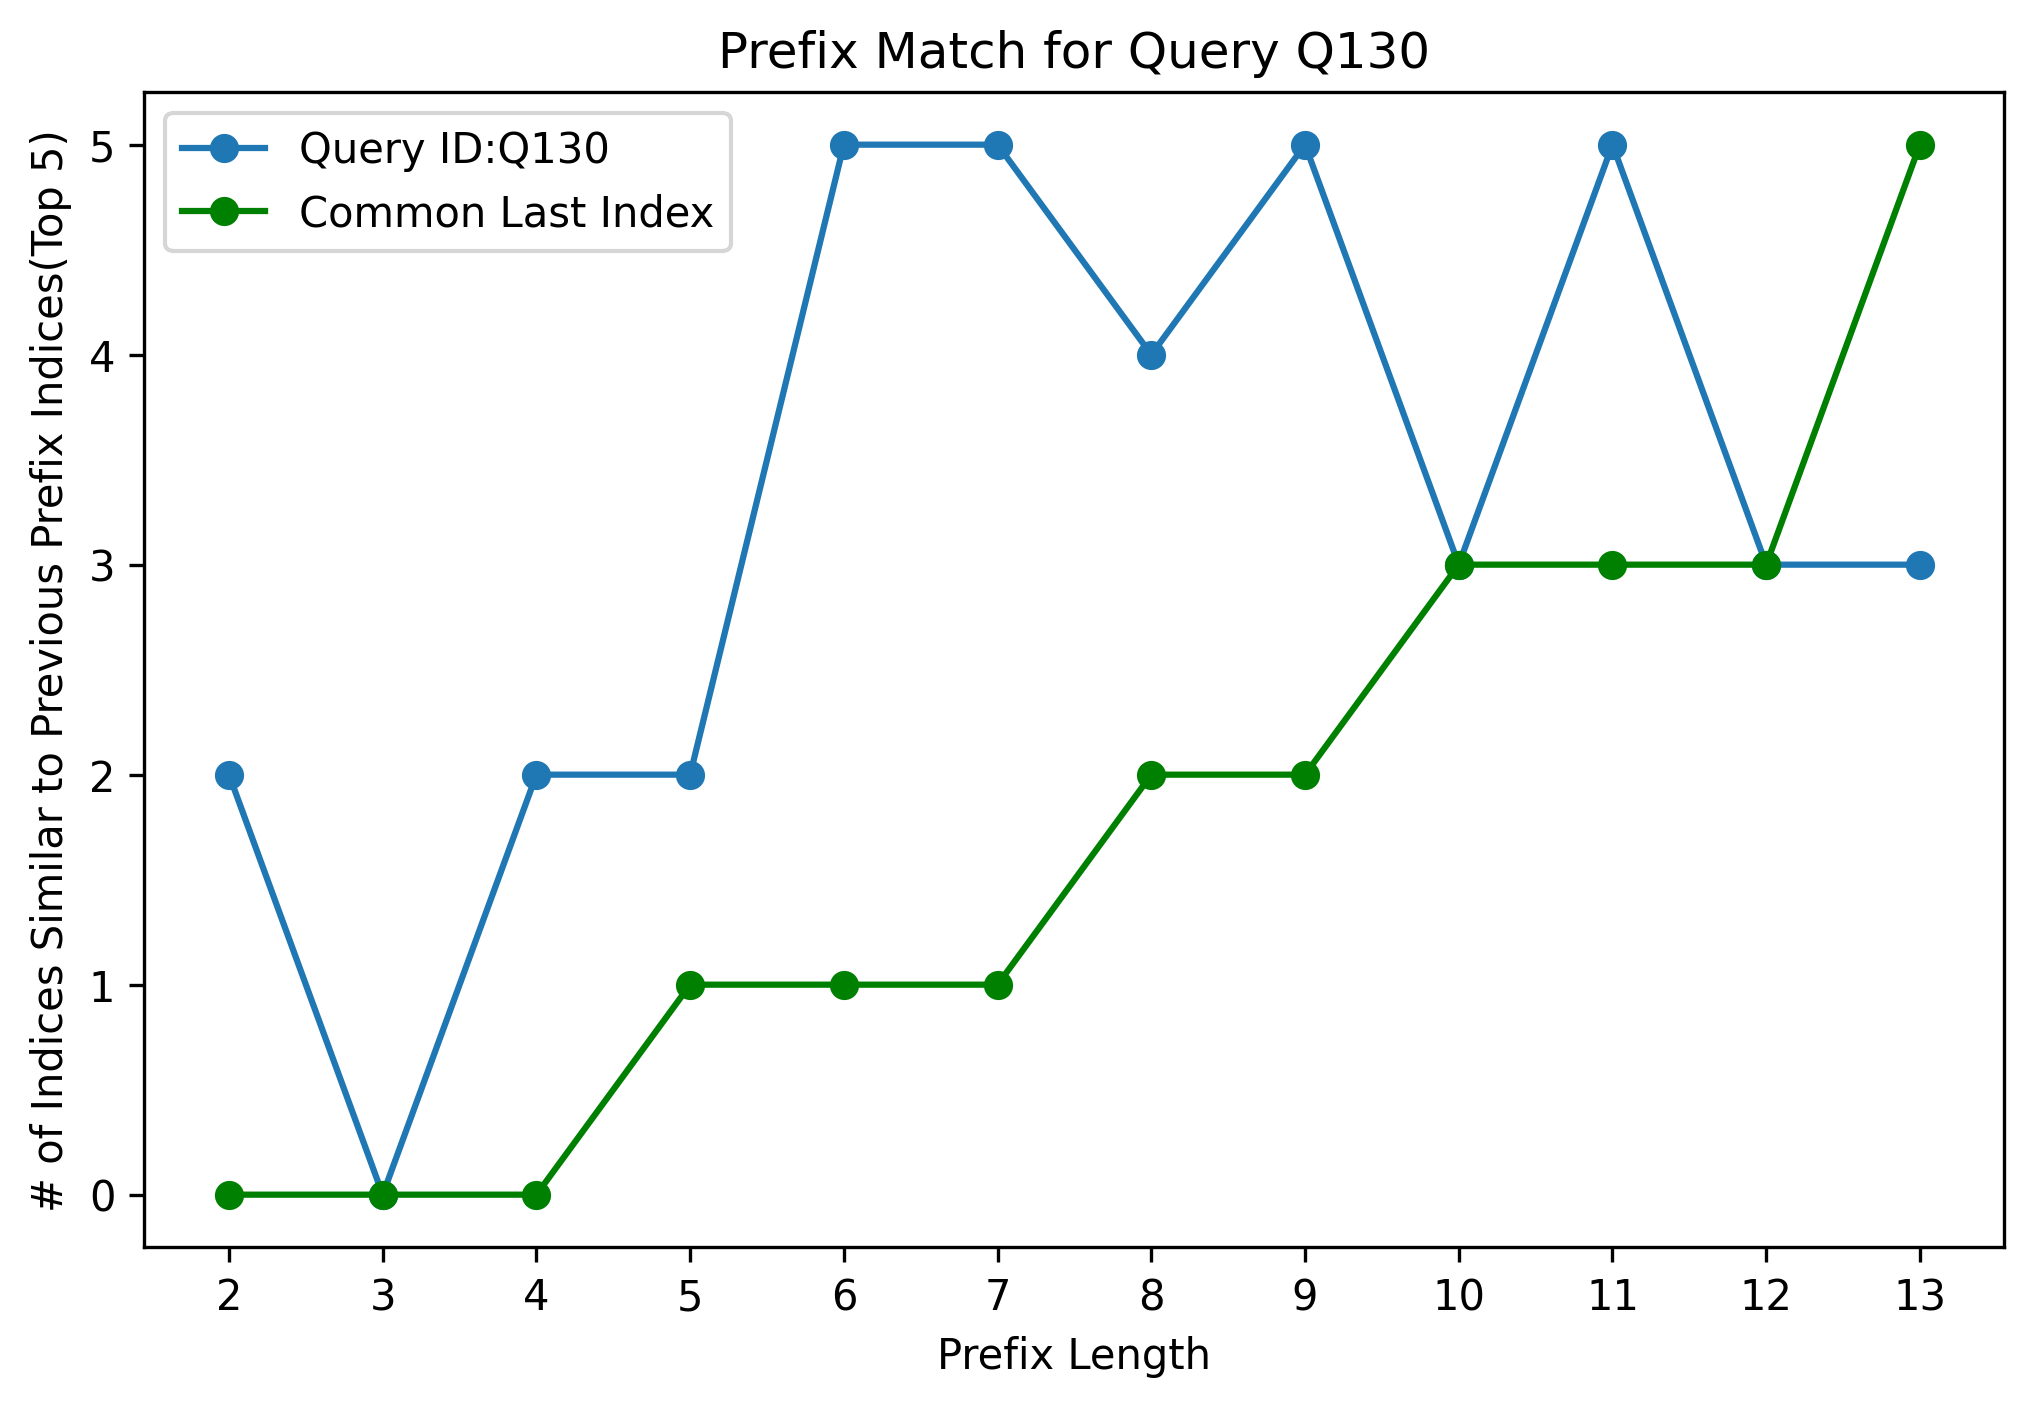 Prefix Match for Query Q130
Query ID:Q130
Common Last Index
# of Indices Similar to Previous Prefix Indices(Top 5)
5
4
3
2
1
0
2 3 4 5 6 7 8 9 10 11 12 13
Prefix Length